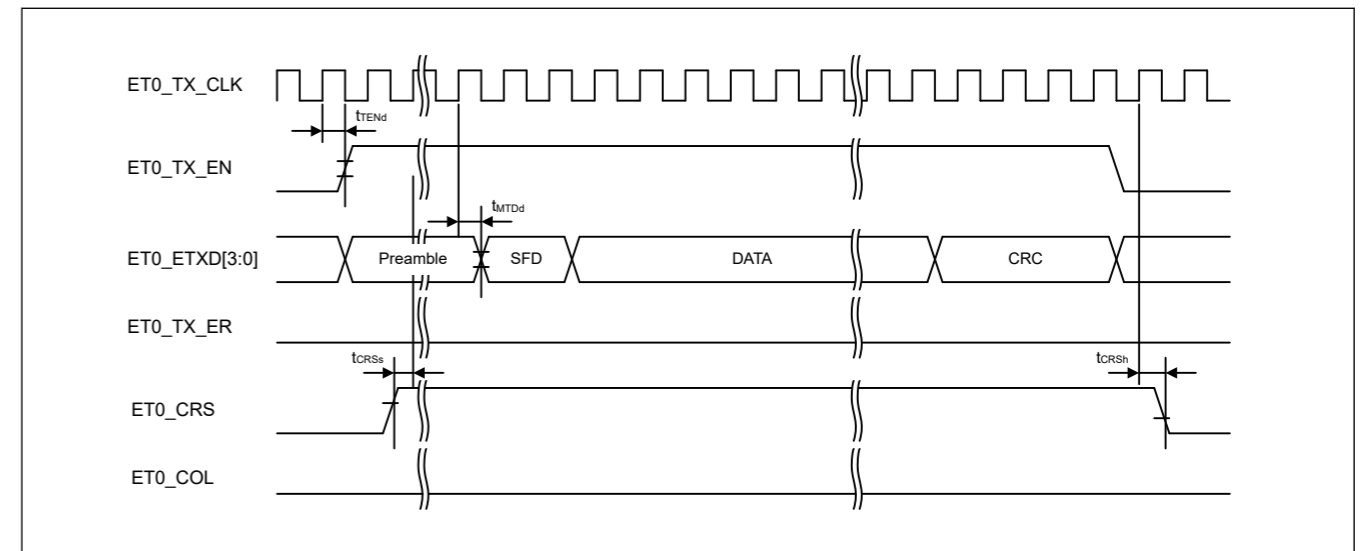 ET0_TX_CLK
tTENd
ET0_TX_EN
tMTDd
ET0_ETXD[3:0] Preamble SFD DATA CRC
ET0_TX_ER
tCRSs tCRSh
ET0_CRS
ET0_COL